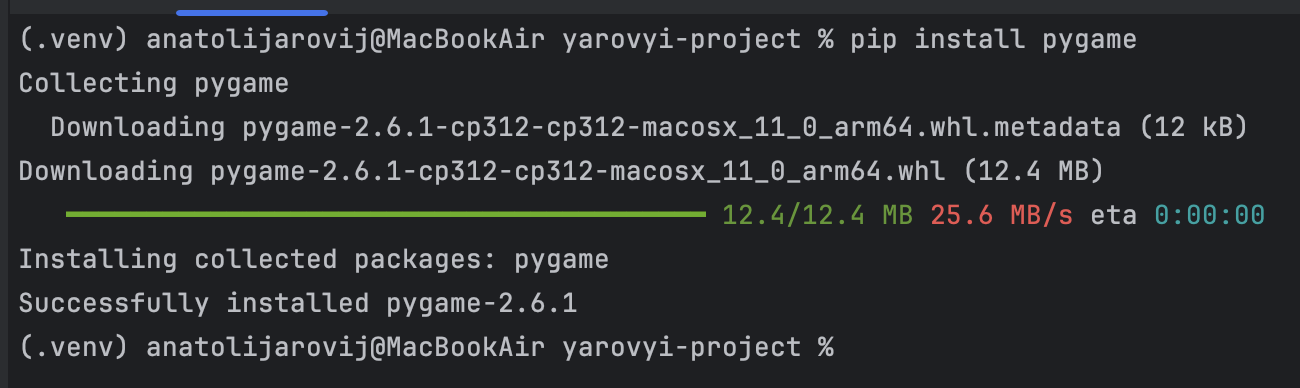 (.venv) anatolijarovij@MacBookAir yarovyi-project % pip install pygame
Collecting pygame
  Downloading pygame-2.6.1-cp312-cp312-macosx_11_0_arm64.whl.metadata (12 kB)
Downloading pygame-2.6.1-cp312-cp312-macosx_11_0_arm64.whl (12.4 MB)
12.4/12.4 MB 25.6 MB/s eta 0:00:00
Installing collected packages: pygame
Successfully installed pygame-2.6.1
(.venv) anatolijarovij@MacBookAir yarovyi-project %